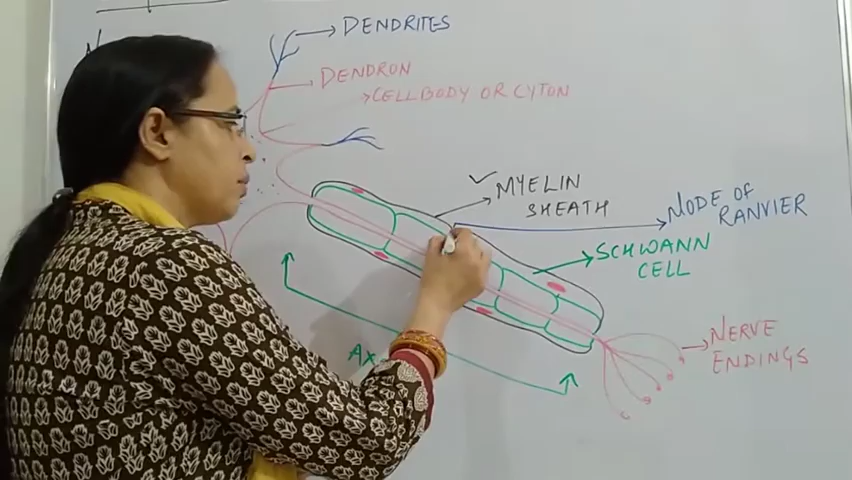 DENDRITES
DENDRON
CELLBODY OR CYTON
MYELIN
SHEATH
NODE OF
RANVIER
SCHWANN
CELL
NERVE
ENDINGS